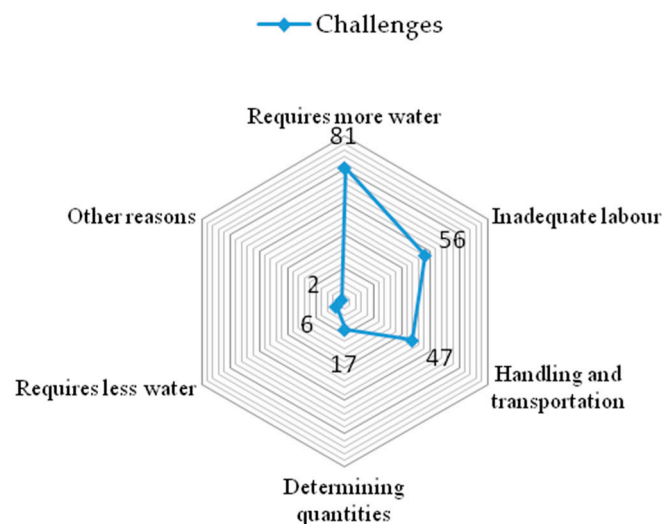 Challenges
Requires more water
81
Other reasons
Inadequate labour
56
2
6
47
17
Requires less water
Handling and
transportation
Determining
quantities